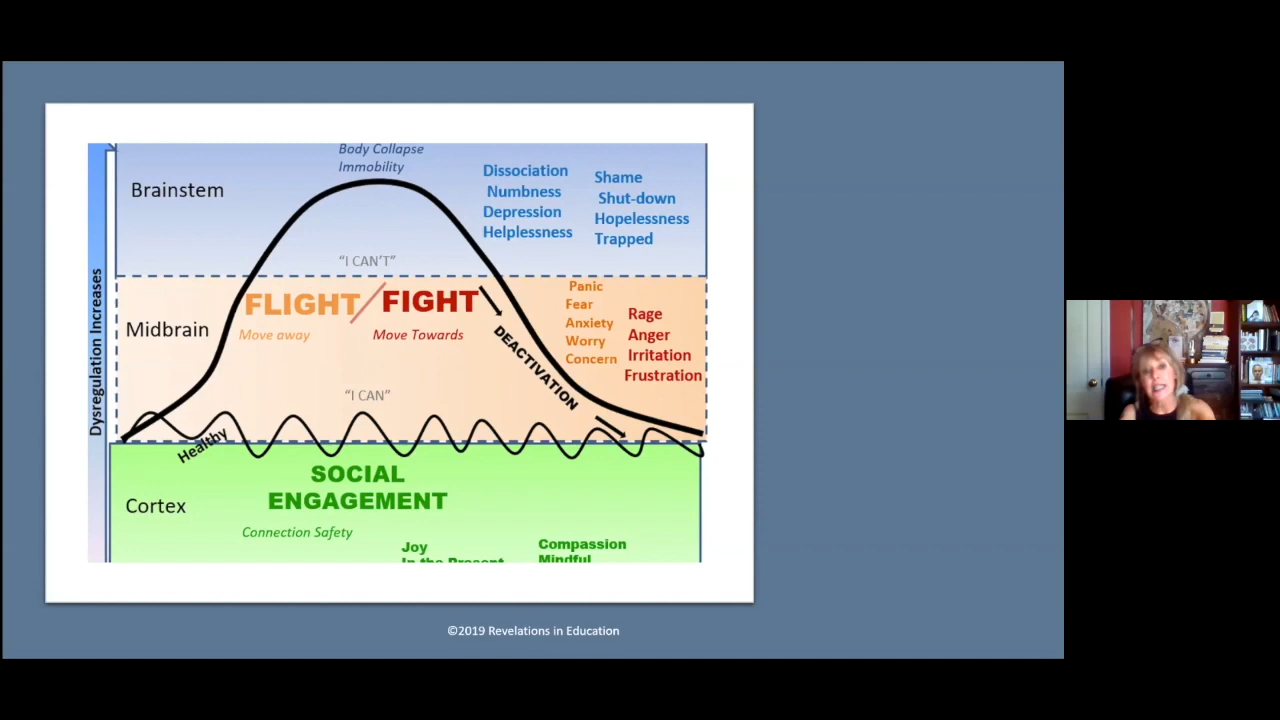 Body Collapse
Immobility
Brainstem
Dissociation
Numbness
Depression
Helplessness
Shame
Shut-down
Hopelessness
Trapped
"I CAN'T"
Dysregulation Increases
Midbrain
FLIGHT / FIGHT
Move away
Move Towards
DEACTIVATION
Panic
Fear
Anxiety
Worry
Concern
Rage
Anger
Irritation
Frustration
"I CAN"
Healthy
SOCIAL
ENGAGEMENT
Cortex
Connection Safety
Joy
In the Present
Compassion
Mindful
©2019 Revelations in Education